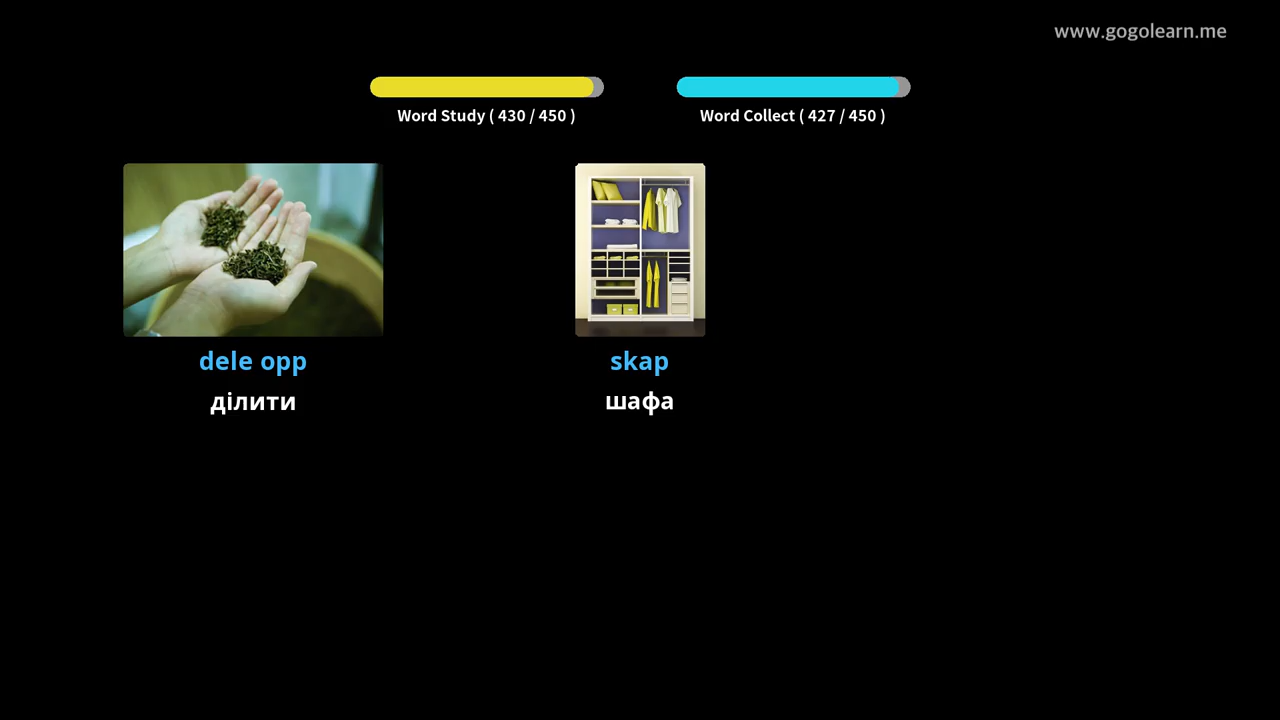 www.gogolearn.me
Word Study ( 430 / 450 )
Word Collect ( 427 / 450 )
dele opp
ділити
skap
шафа